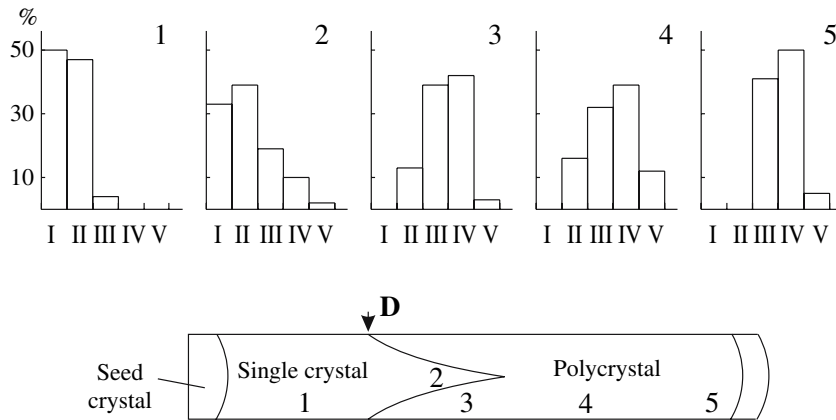 % 1 2 3 4 5
50
30
10
I II III IV V I II III IV V I II III IV V I II III IV V I II III IV V
D
Seed crystal
Single crystal
Polycrystal
1 2 3 4 5